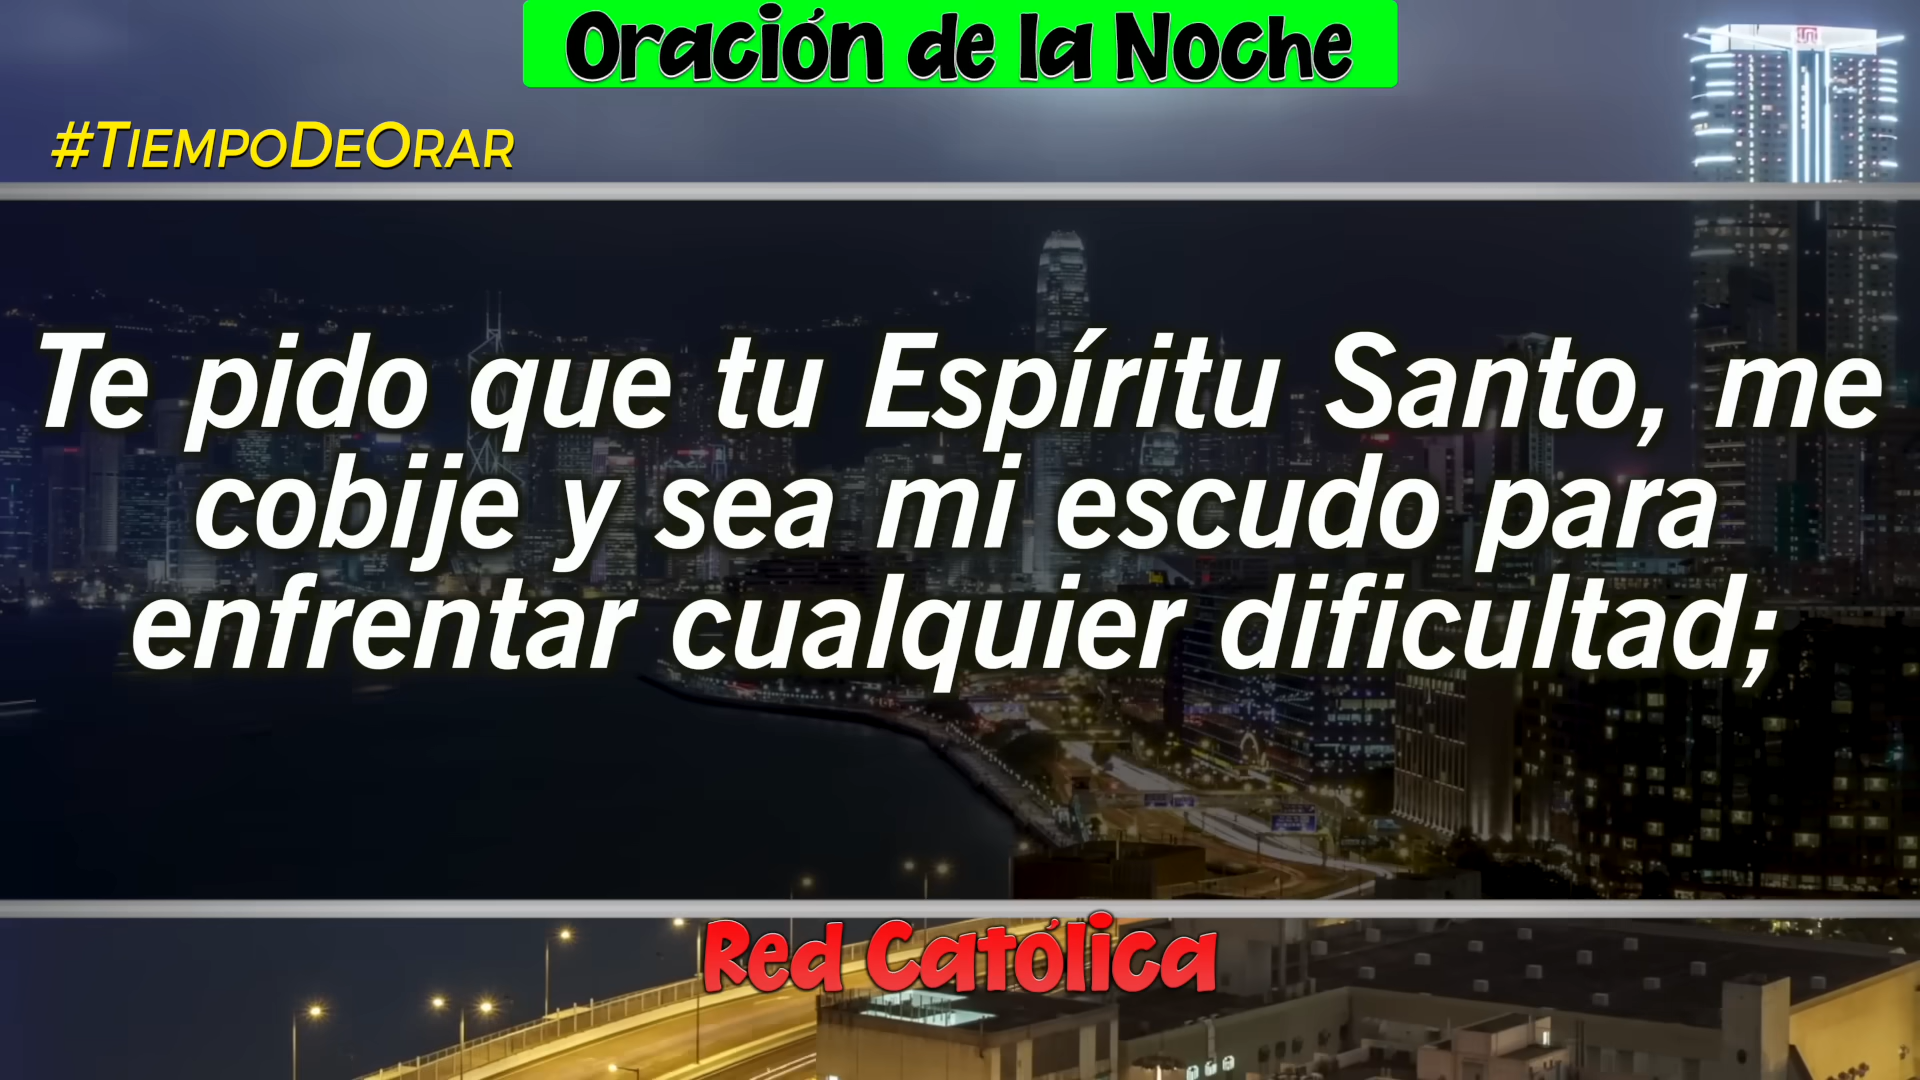 Oración de la Noche
#TiempoDeOrar
Te pido que tu Espíritu Santo, me
cobije y sea mi escudo para
enfrentar cualquier dificultad;
Red Católica